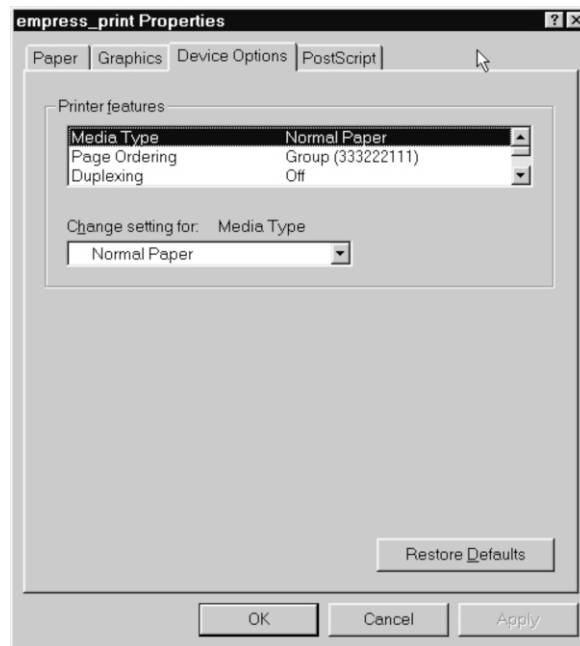 empress_print Properties
Paper Graphics Device Options PostScript
Printer features
Media Type Normal Paper
Page Ordering Group (333222111)
Duplexing Off
Change setting for: Media Type
Normal Paper
Restore Defaults
OK Cancel Apply